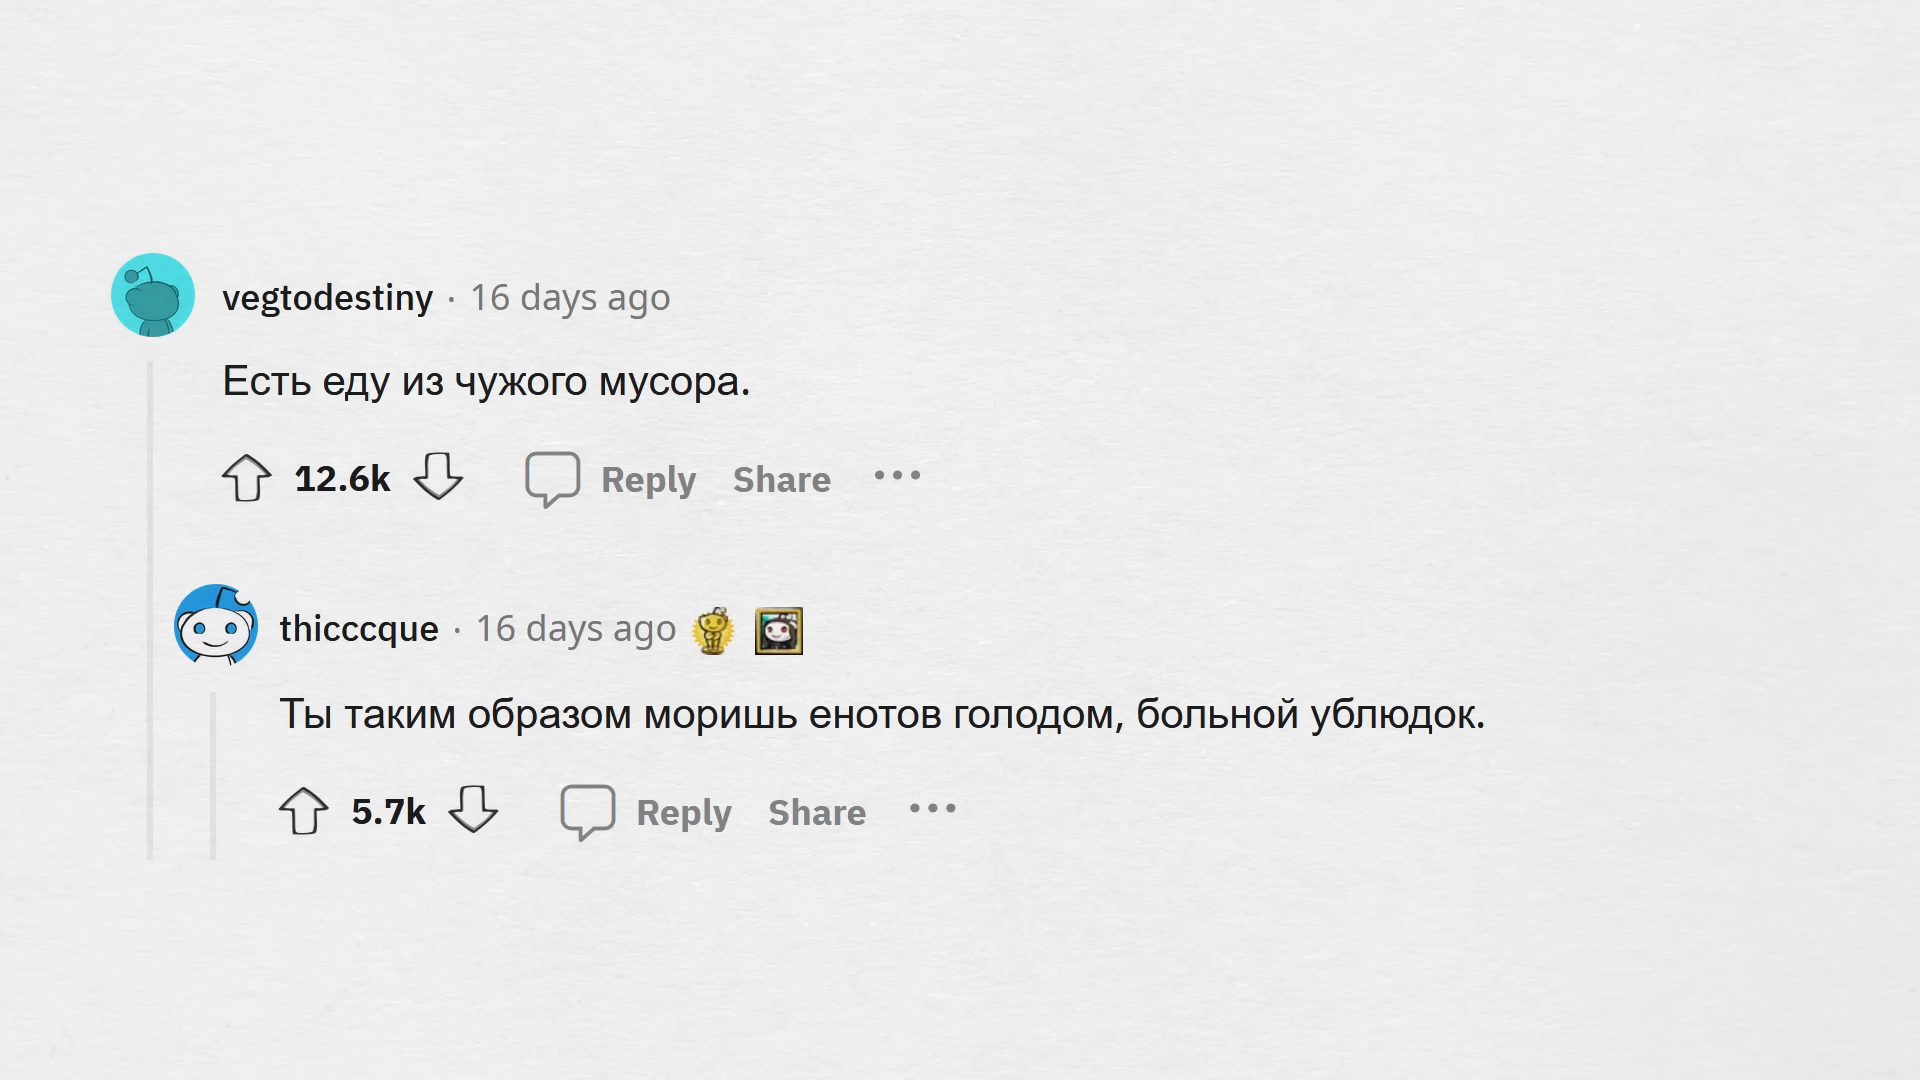 vegtodestiny · 16 days ago
Есть еду из чужого мусора.
12.6k Reply Share •••
thicccque · 16 days ago
Ты таким образом моришь енотов голодом, больной ублюдок.
5.7k Reply Share •••